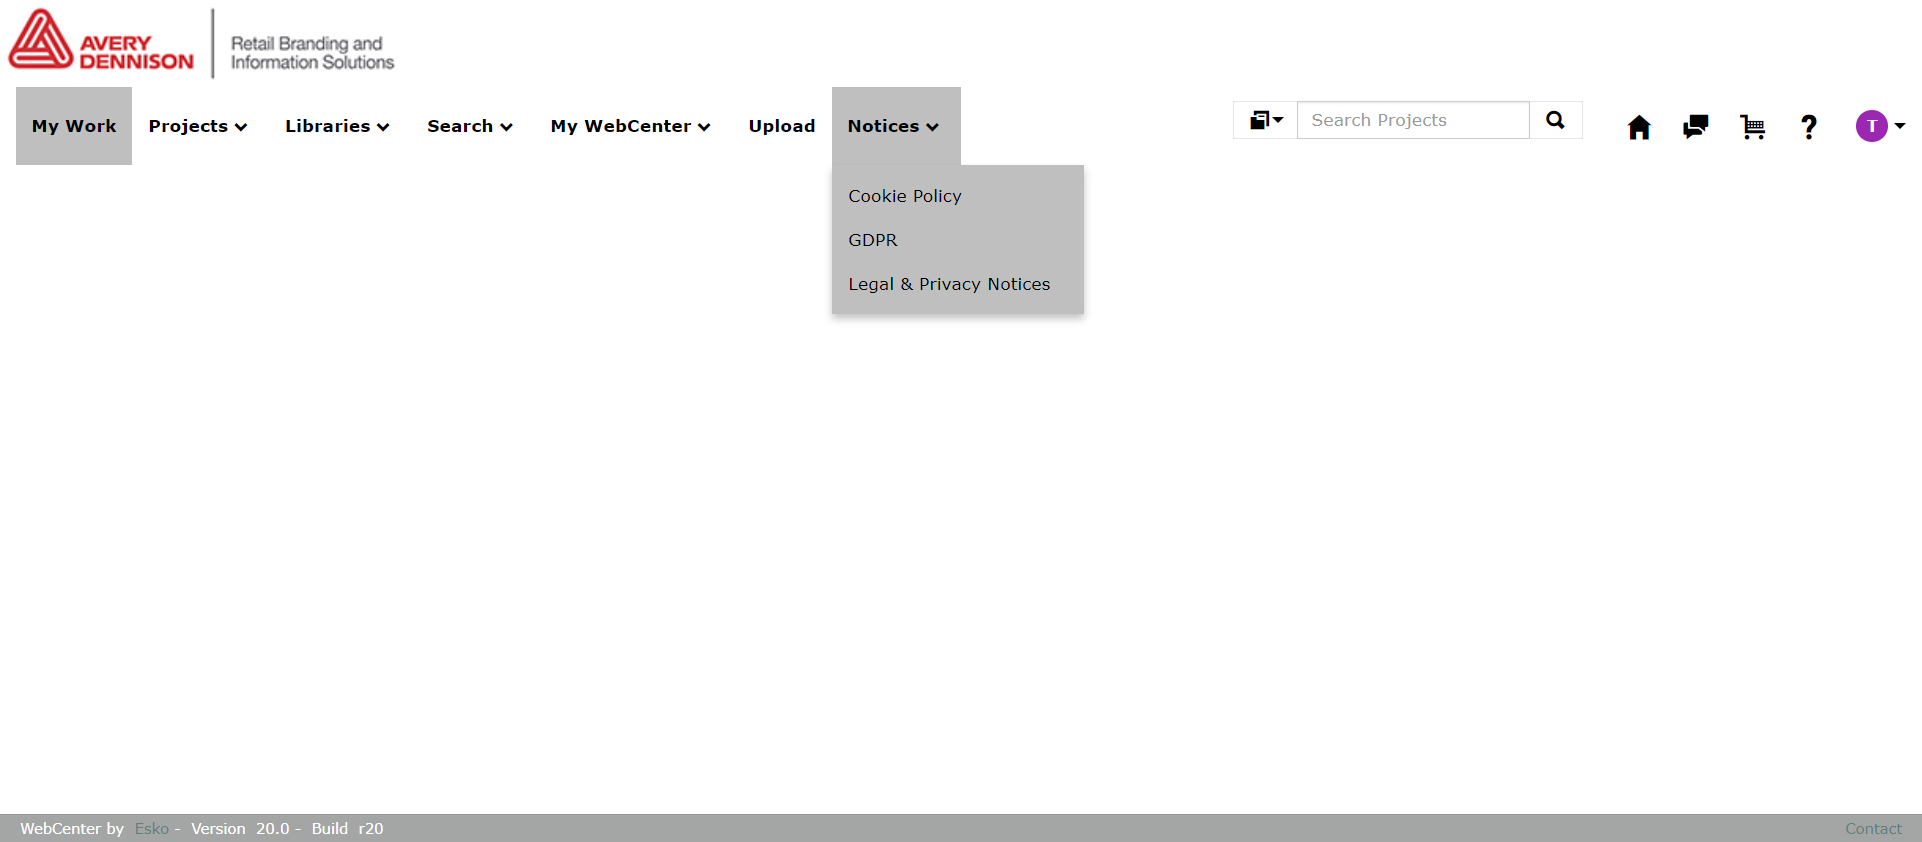 AVERY
DENNISON
Retail Branding and
Information Solutions
My Work Projects Libraries Search My WebCenter Upload Notices Search Projects ? T
Cookie Policy
GDPR
Legal & Privacy Notices
WebCenter by Esko - Version 20.0 - Build r20 Contact